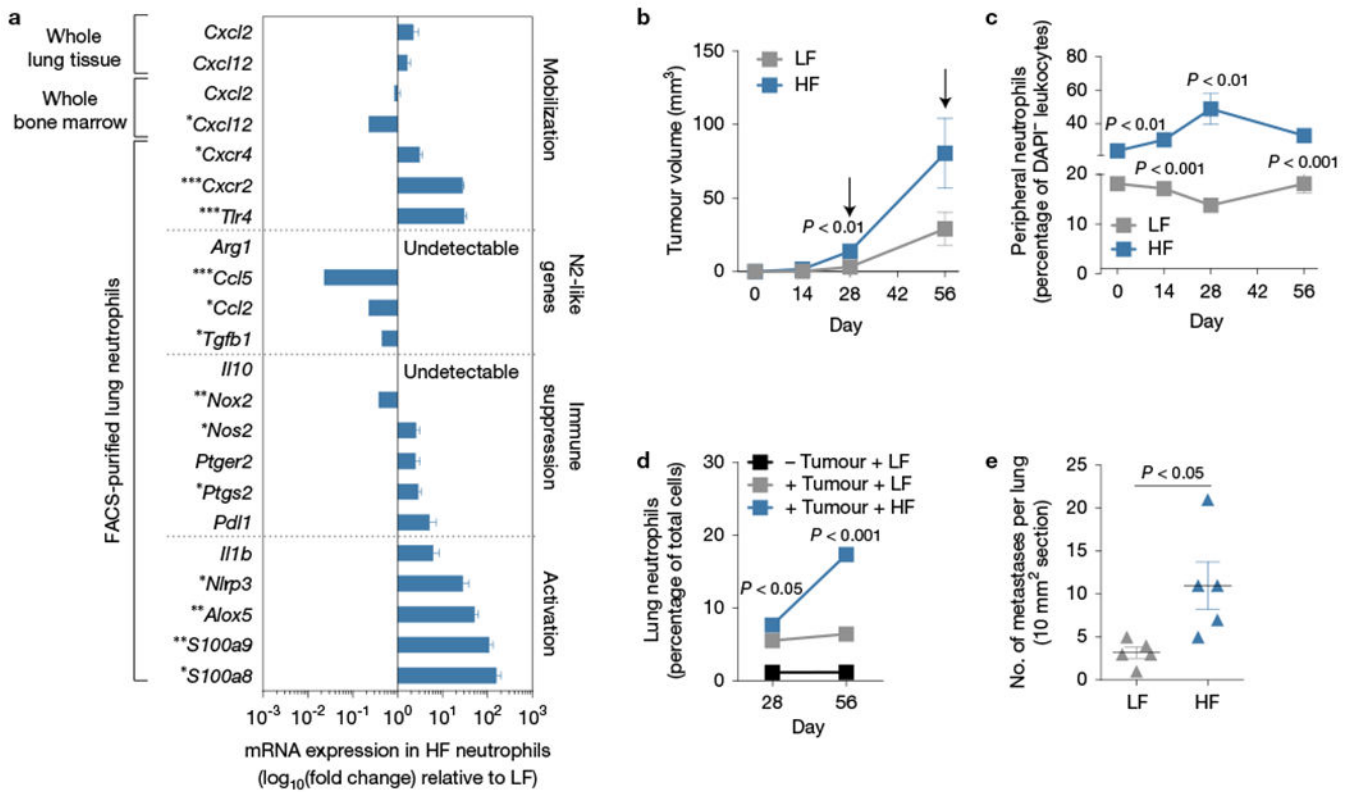 a
Whole
lung tissue
Whole
bone marrow
FACS-purified lung neutrophils
Cxcl2
Cxcl12
Cxcl2
*Cxcl12
*Cxcr4
***Cxcr2
***Tlr4
Arg1
Undetectable
***Ccl5
*Ccl2
*Tgfb1
Il10
Undetectable
**Nox2
*Nos2
Ptger2
*Ptgs2
Pdl1
Il1b
*Nlrp3
**Alox5
**S100a9
*S100a8
Mobilization
N2-like
genes
Immune
suppression
Activation
10⁻³ 10⁻² 10⁻¹ 10⁰ 10¹ 10² 10³
mRNA expression in HF neutrophils
(log₁₀(fold change) relative to LF)
b
Tumour volume (mm³)
150
100
50
0
LF
HF
P < 0.01
0 14 28 42 56
Day
c
Peripheral neutrophils
(percentage of DAPI⁻ leukocytes)
80
60
40
20
10
0
P < 0.01
P < 0.01
P < 0.001
P < 0.001
LF
HF
0 14 28 42 56
Day
d
Lung neutrophils
(percentage of total cells)
30
20
10
0
– Tumour + LF
+ Tumour + LF
+ Tumour + HF
P < 0.001
P < 0.05
28 56
Day
e
No. of metastases per lung
(10 mm² section)
25
20
15
10
5
0
P < 0.05
LF HF